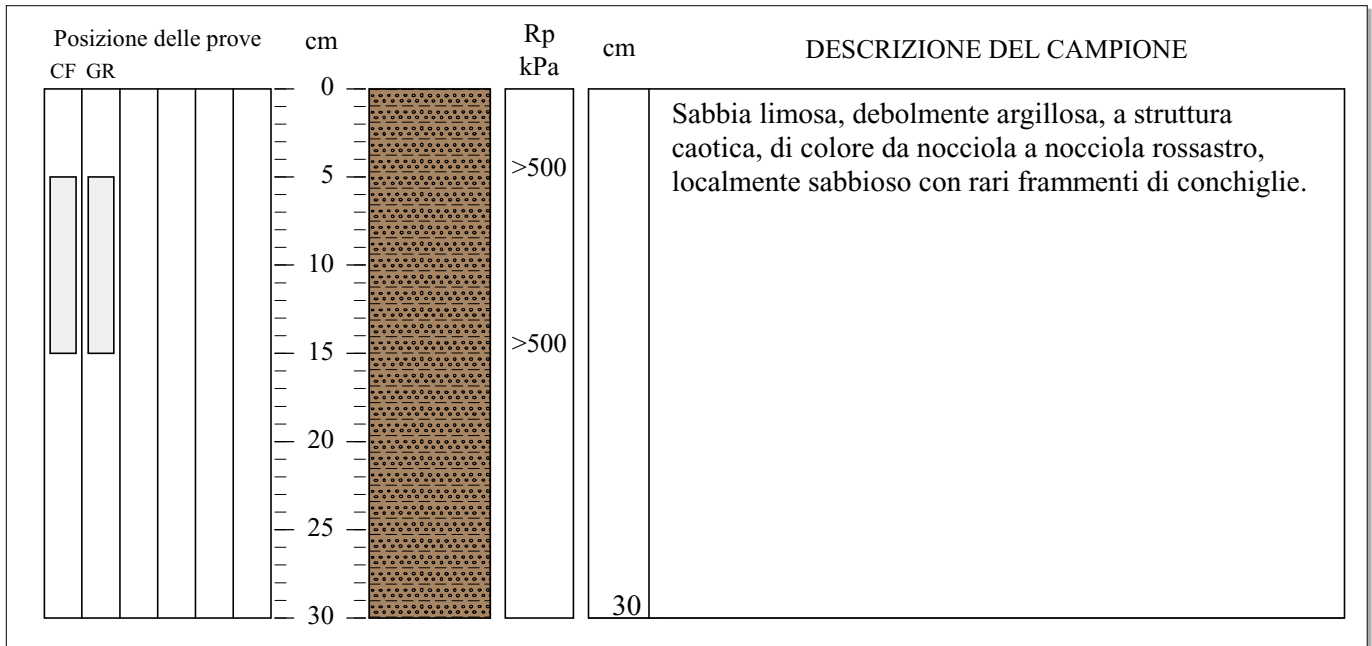 Posizione delle prove
CF GR
cm
Rp
kPa
cm
DESCRIZIONE DEL CAMPIONE
0
5
10
15
20
25
30
>500
>500
30
Sabbia limosa, debolmente argillosa, a struttura
caotica, di colore da nocciola a nocciola rossastro,
localmente sabbioso con rari frammenti di conchiglie.